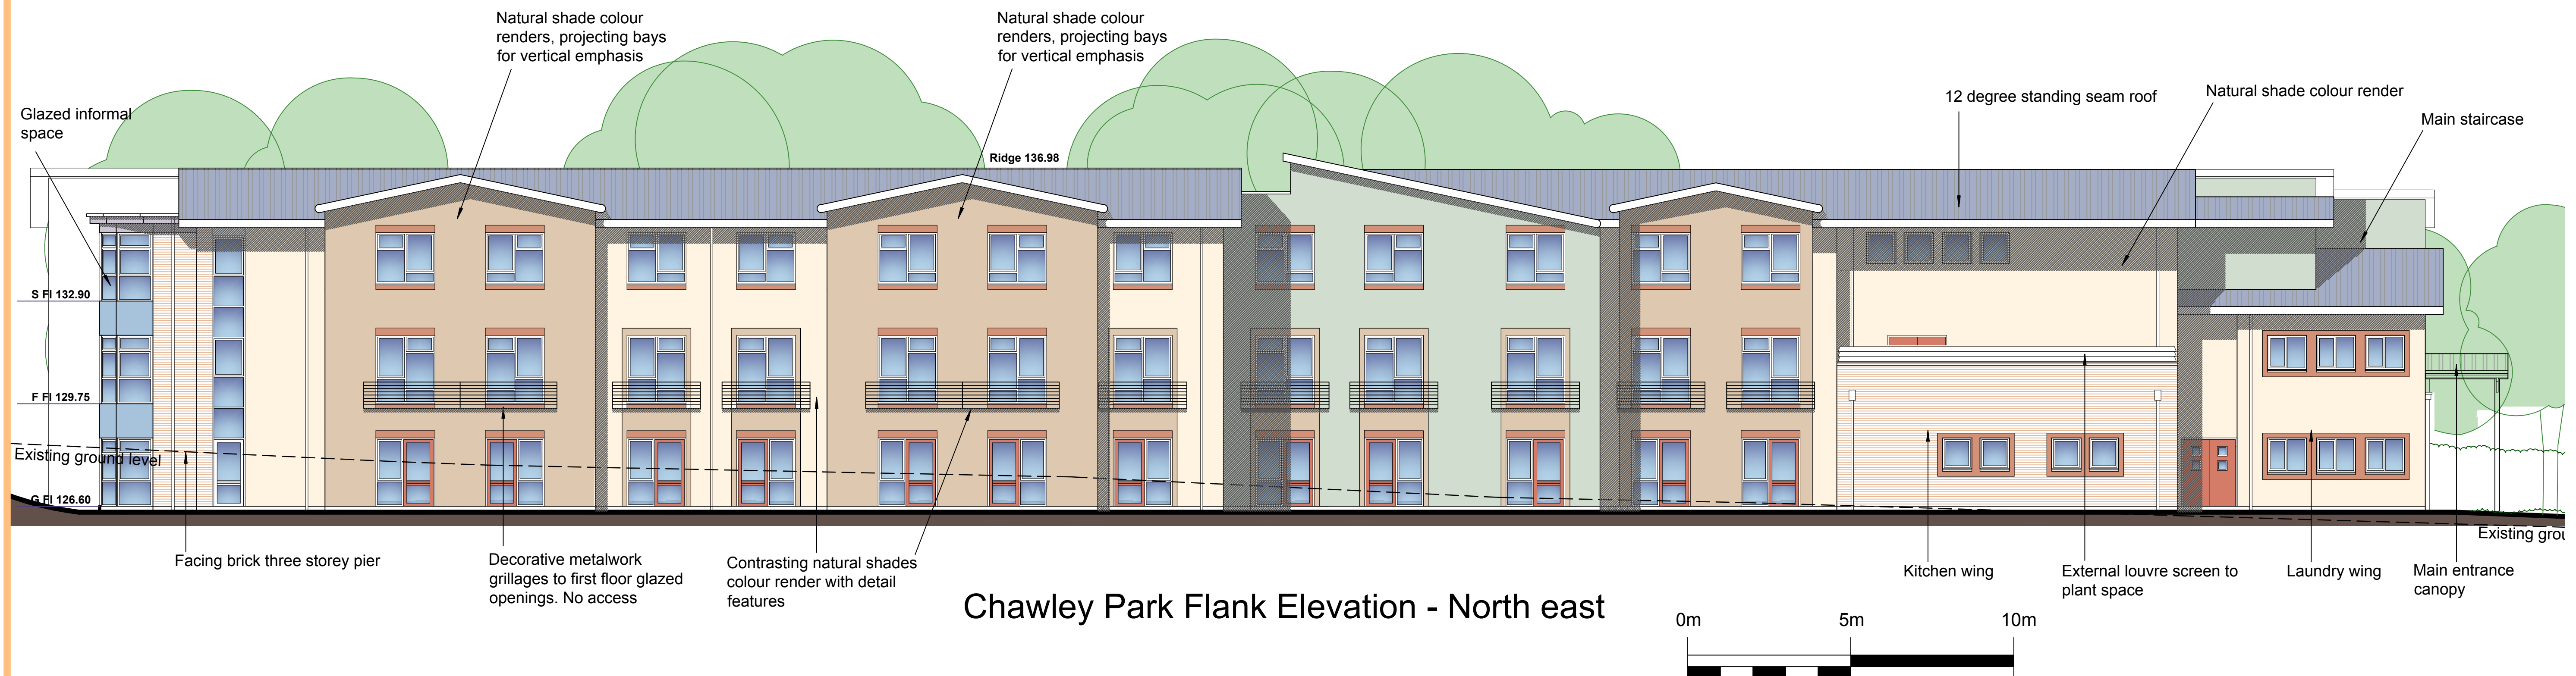 Natural shade colour
renders, projecting bays
for vertical emphasis
Natural shade colour
renders, projecting bays
for vertical emphasis
Glazed informal
space
12 degree standing seam roof
Natural shade colour render
Main staircase
Ridge 136.98
S Fl 132.90
F Fl 129.75
Existing ground level
G Fl 126.60
Existing grou
Facing brick three storey pier
Decorative metalwork
grillages to first floor glazed
openings. No access
Contrasting natural shades
colour render with detail
features
Kitchen wing
External louvre screen to
plant space
Laundry wing
Main entrance
canopy
Chawley Park Flank Elevation - North east
0m
5m
10m